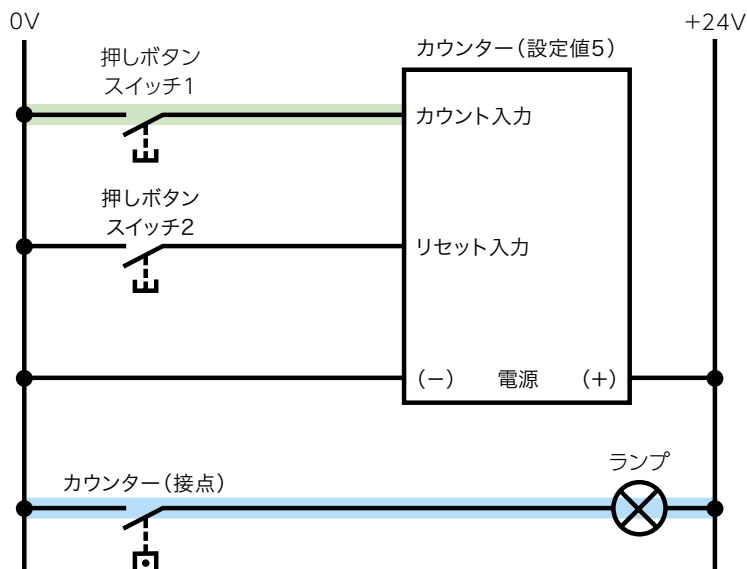 0V
+24V
押しボタン
スイッチ1
カウンター（設定値5）
カウント入力
押しボタン
スイッチ2
リセット入力
（−） 電源 （+）
ランプ
カウンター（接点）